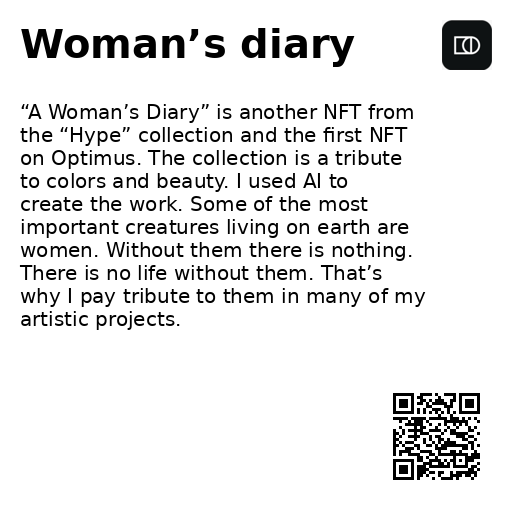 Woman’s diary
“A Woman’s Diary” is another NFT from
the “Hype” collection and the first NFT
on Optimus. The collection is a tribute
to colors and beauty. I used AI to
create the work. Some of the most
important creatures living on earth are
women. Without them there is nothing.
There is no life without them. That’s
why I pay tribute to them in many of my
artistic projects.